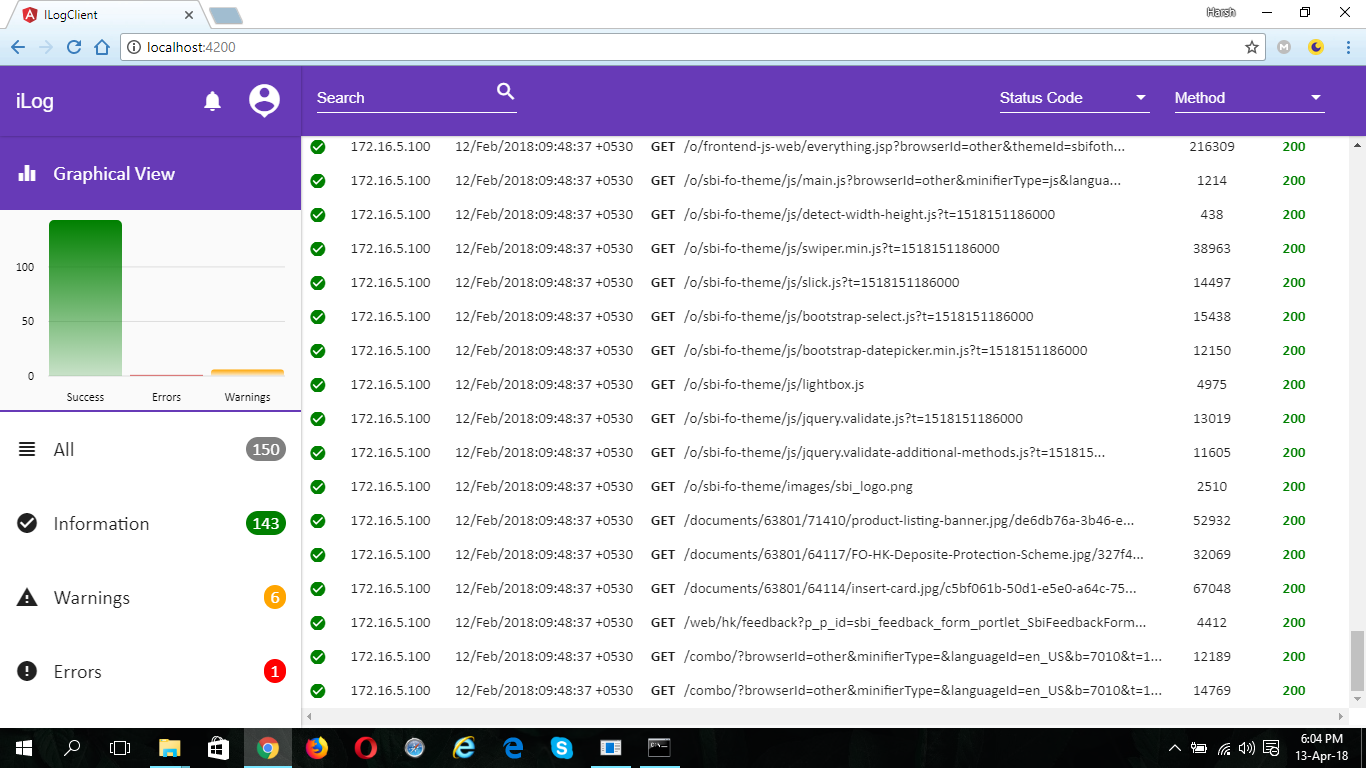 ILogClient
Harsh
localhost:4200
M
iLog
Search
Status Code
Method
Graphical View
100
50
0
Success Errors Warnings
All 150
Information 143
Warnings 6
Errors 1
172.16.5.100 12/Feb/2018:09:48:37 +0530 GET /o/frontend-js-web/everything.jsp?browserId=other&themeId=sbifoth... 216309 200
172.16.5.100 12/Feb/2018:09:48:37 +0530 GET /o/sbi-fo-theme/js/main.js?browserId=other&minifierType=js&langua... 1214 200
172.16.5.100 12/Feb/2018:09:48:37 +0530 GET /o/sbi-fo-theme/js/detect-width-height.js?t=1518151186000 438 200
172.16.5.100 12/Feb/2018:09:48:37 +0530 GET /o/sbi-fo-theme/js/swiper.min.js?t=1518151186000 38963 200
172.16.5.100 12/Feb/2018:09:48:37 +0530 GET /o/sbi-fo-theme/js/slick.js?t=1518151186000 14497 200
172.16.5.100 12/Feb/2018:09:48:37 +0530 GET /o/sbi-fo-theme/js/bootstrap-select.js?t=1518151186000 15438 200
172.16.5.100 12/Feb/2018:09:48:37 +0530 GET /o/sbi-fo-theme/js/bootstrap-datepicker.min.js?t=1518151186000 12150 200
172.16.5.100 12/Feb/2018:09:48:37 +0530 GET /o/sbi-fo-theme/js/lightbox.js 4975 200
172.16.5.100 12/Feb/2018:09:48:37 +0530 GET /o/sbi-fo-theme/js/jquery.validate.js?t=1518151186000 13019 200
172.16.5.100 12/Feb/2018:09:48:37 +0530 GET /o/sbi-fo-theme/js/jquery.validate-additional-methods.js?t=151815... 11605 200
172.16.5.100 12/Feb/2018:09:48:37 +0530 GET /o/sbi-fo-theme/images/sbi_logo.png 2510 200
172.16.5.100 12/Feb/2018:09:48:37 +0530 GET /documents/63801/71410/product-listing-banner.jpg/de6db76a-3b46-e... 52932 200
172.16.5.100 12/Feb/2018:09:48:37 +0530 GET /documents/63801/64117/FO-HK-Deposite-Protection-Scheme.jpg/327f4... 32069 200
172.16.5.100 12/Feb/2018:09:48:37 +0530 GET /documents/63801/64114/insert-card.jpg/c5bf061b-50d1-e5e0-a64c-75... 67048 200
172.16.5.100 12/Feb/2018:09:48:37 +0530 GET /web/hk/feedback?p_p_id=sbi_feedback_form_portlet_SbiFeedbackForm... 4412 200
172.16.5.100 12/Feb/2018:09:48:37 +0530 GET /combo/?browserId=other&minifierType=&languageId=en_US&b=7010&t=1... 12189 200
172.16.5.100 12/Feb/2018:09:48:37 +0530 GET /combo/?browserId=other&minifierType=&languageId=en_US&b=7010&t=1... 14769 200
6:04 PM
13-Apr-18